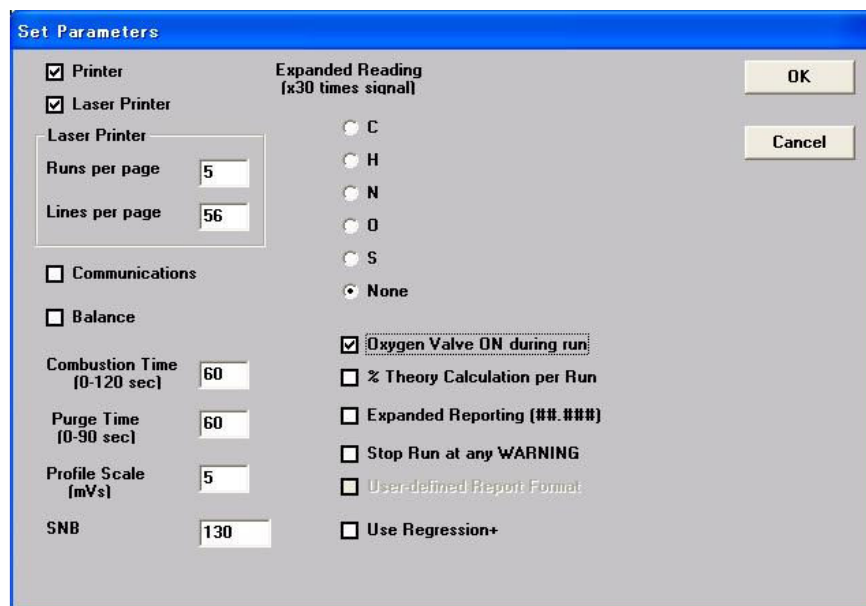 Set Parameters
Printer
Laser Printer
Laser Printer
Runs per page 5
Lines per page 56
Communications
Balance
Combustion Time
(0-120 sec) 60
Purge Time
(0-90 sec) 60
Profile Scale
(mVs) 5
SNB 130
Expanded Reading
(x30 times signal)
C
H
N
O
S
None
Oxygen Valve ON during run
% Theory Calculation per Run
Expanded Reporting (##.###)
Stop Run at any WARNING
User-defined Report Format
Use Regression+
OK
Cancel